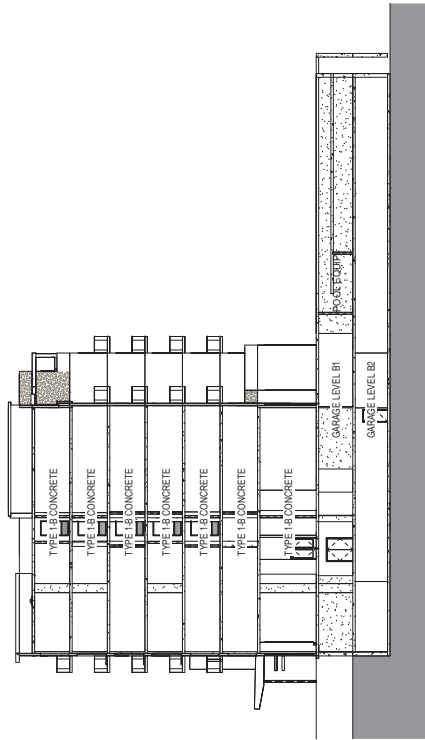 TYPE 1-B CONCRETE
TYPE 1-B CONCRETE
TYPE 1-B CONCRETE
TYPE 1-B CONCRETE
TYPE 1-B CONCRETE
TYPE 1-B CONCRETE
TYPE 1-B CONCRETE
POOL EQUIP
GARAGE LEVEL B1
GARAGE LEVEL B2